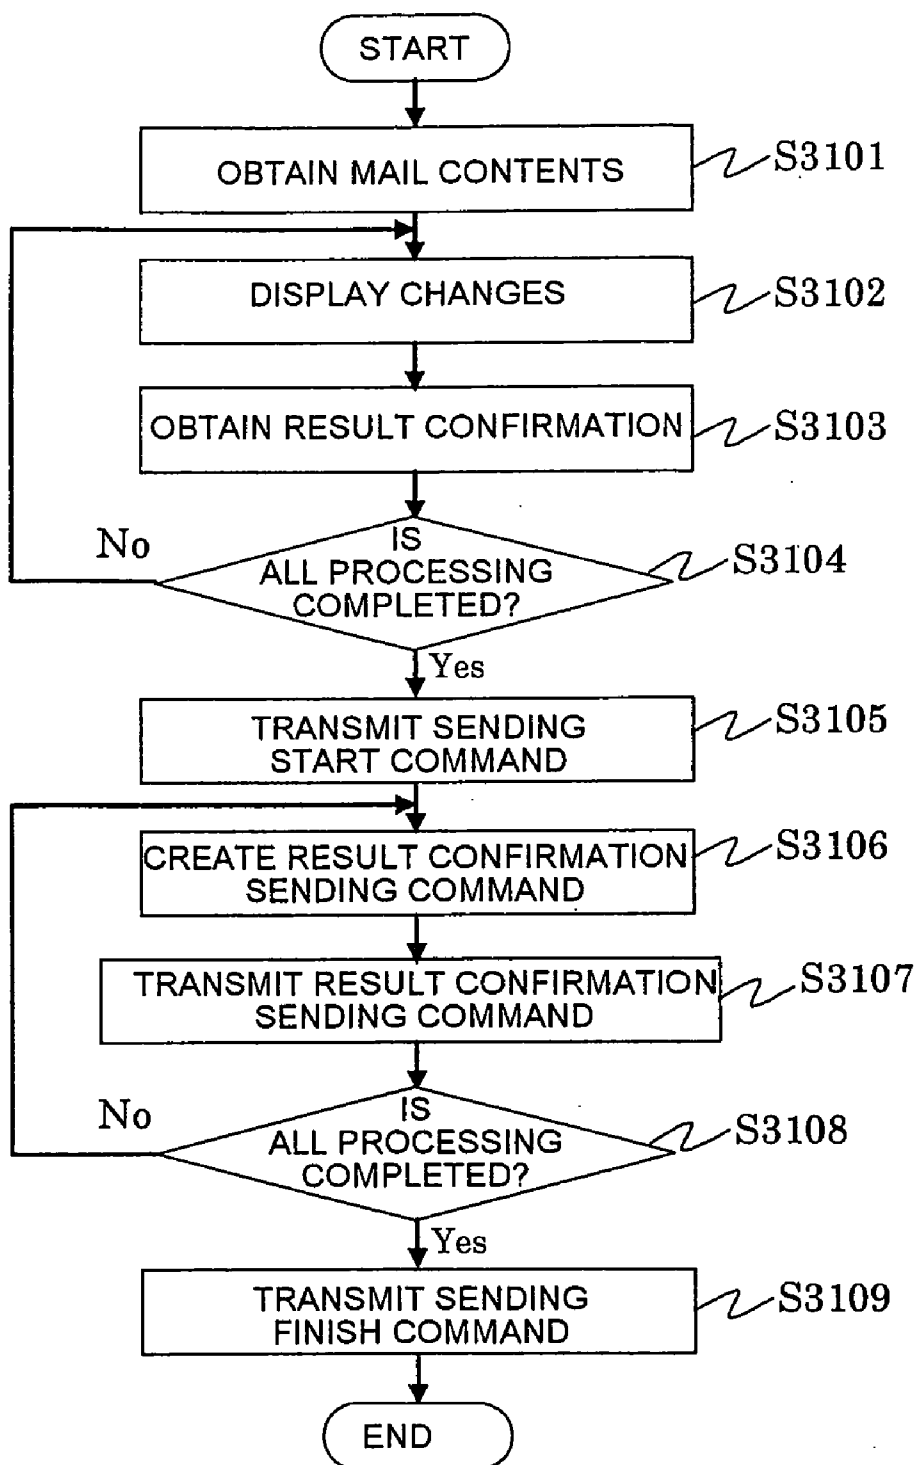 START
OBTAIN MAIL CONTENTS
S3101
DISPLAY CHANGES
S3102
OBTAIN RESULT CONFIRMATION
S3103
No
IS
ALL PROCESSING
COMPLETED?
S3104
Yes
TRANSMIT SENDING
START COMMAND
S3105
CREATE RESULT CONFIRMATION
SENDING COMMAND
S3106
TRANSMIT RESULT CONFIRMATION
SENDING COMMAND
S3107
No
IS
ALL PROCESSING
COMPLETED?
S3108
Yes
TRANSMIT SENDING
FINISH COMMAND
S3109
END